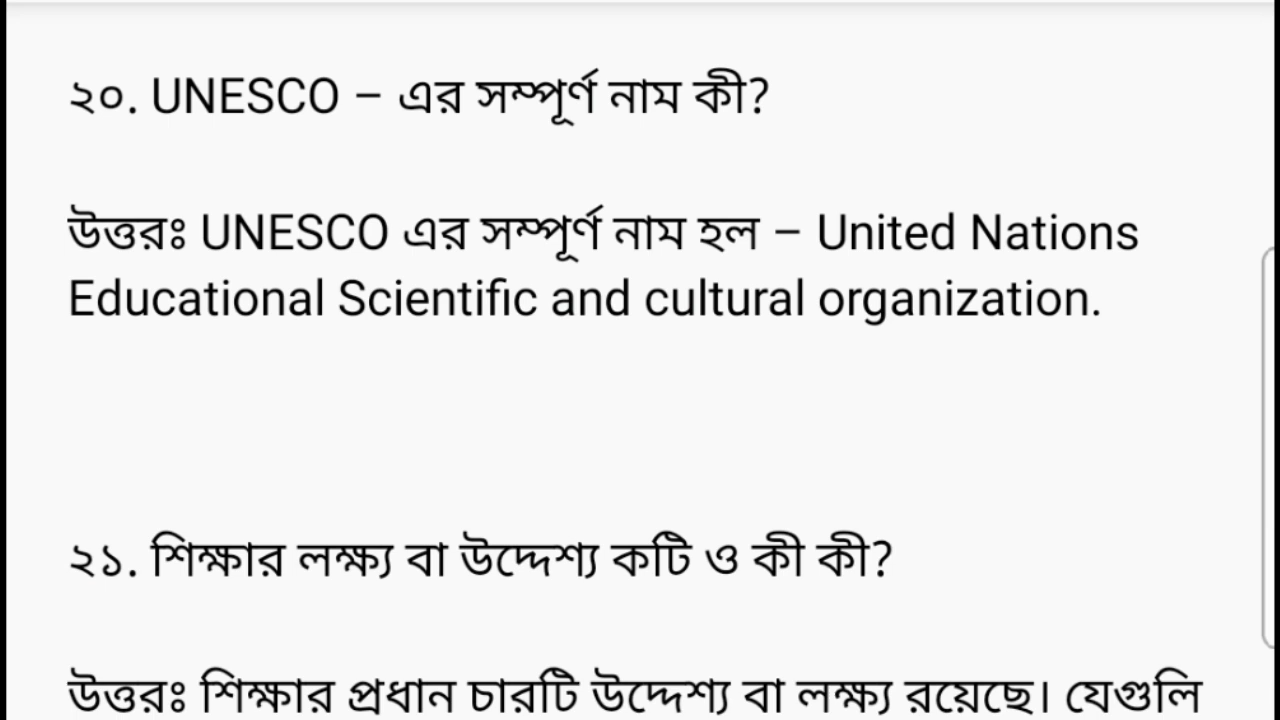 ২০. UNESCO – এর সম্পূর্ণ নাম কী?
উত্তরঃ UNESCO এর সম্পূর্ণ নাম হল – United Nations
Educational Scientific and cultural organization.
২১. শিক্ষার লক্ষ্য বা উদ্দেশ্য কটি ও কী কী?
উত্তরঃ শিক্ষার প্রধান চারটি উদ্দেশ্য বা লক্ষ্য রয়েছে। যেগুলি